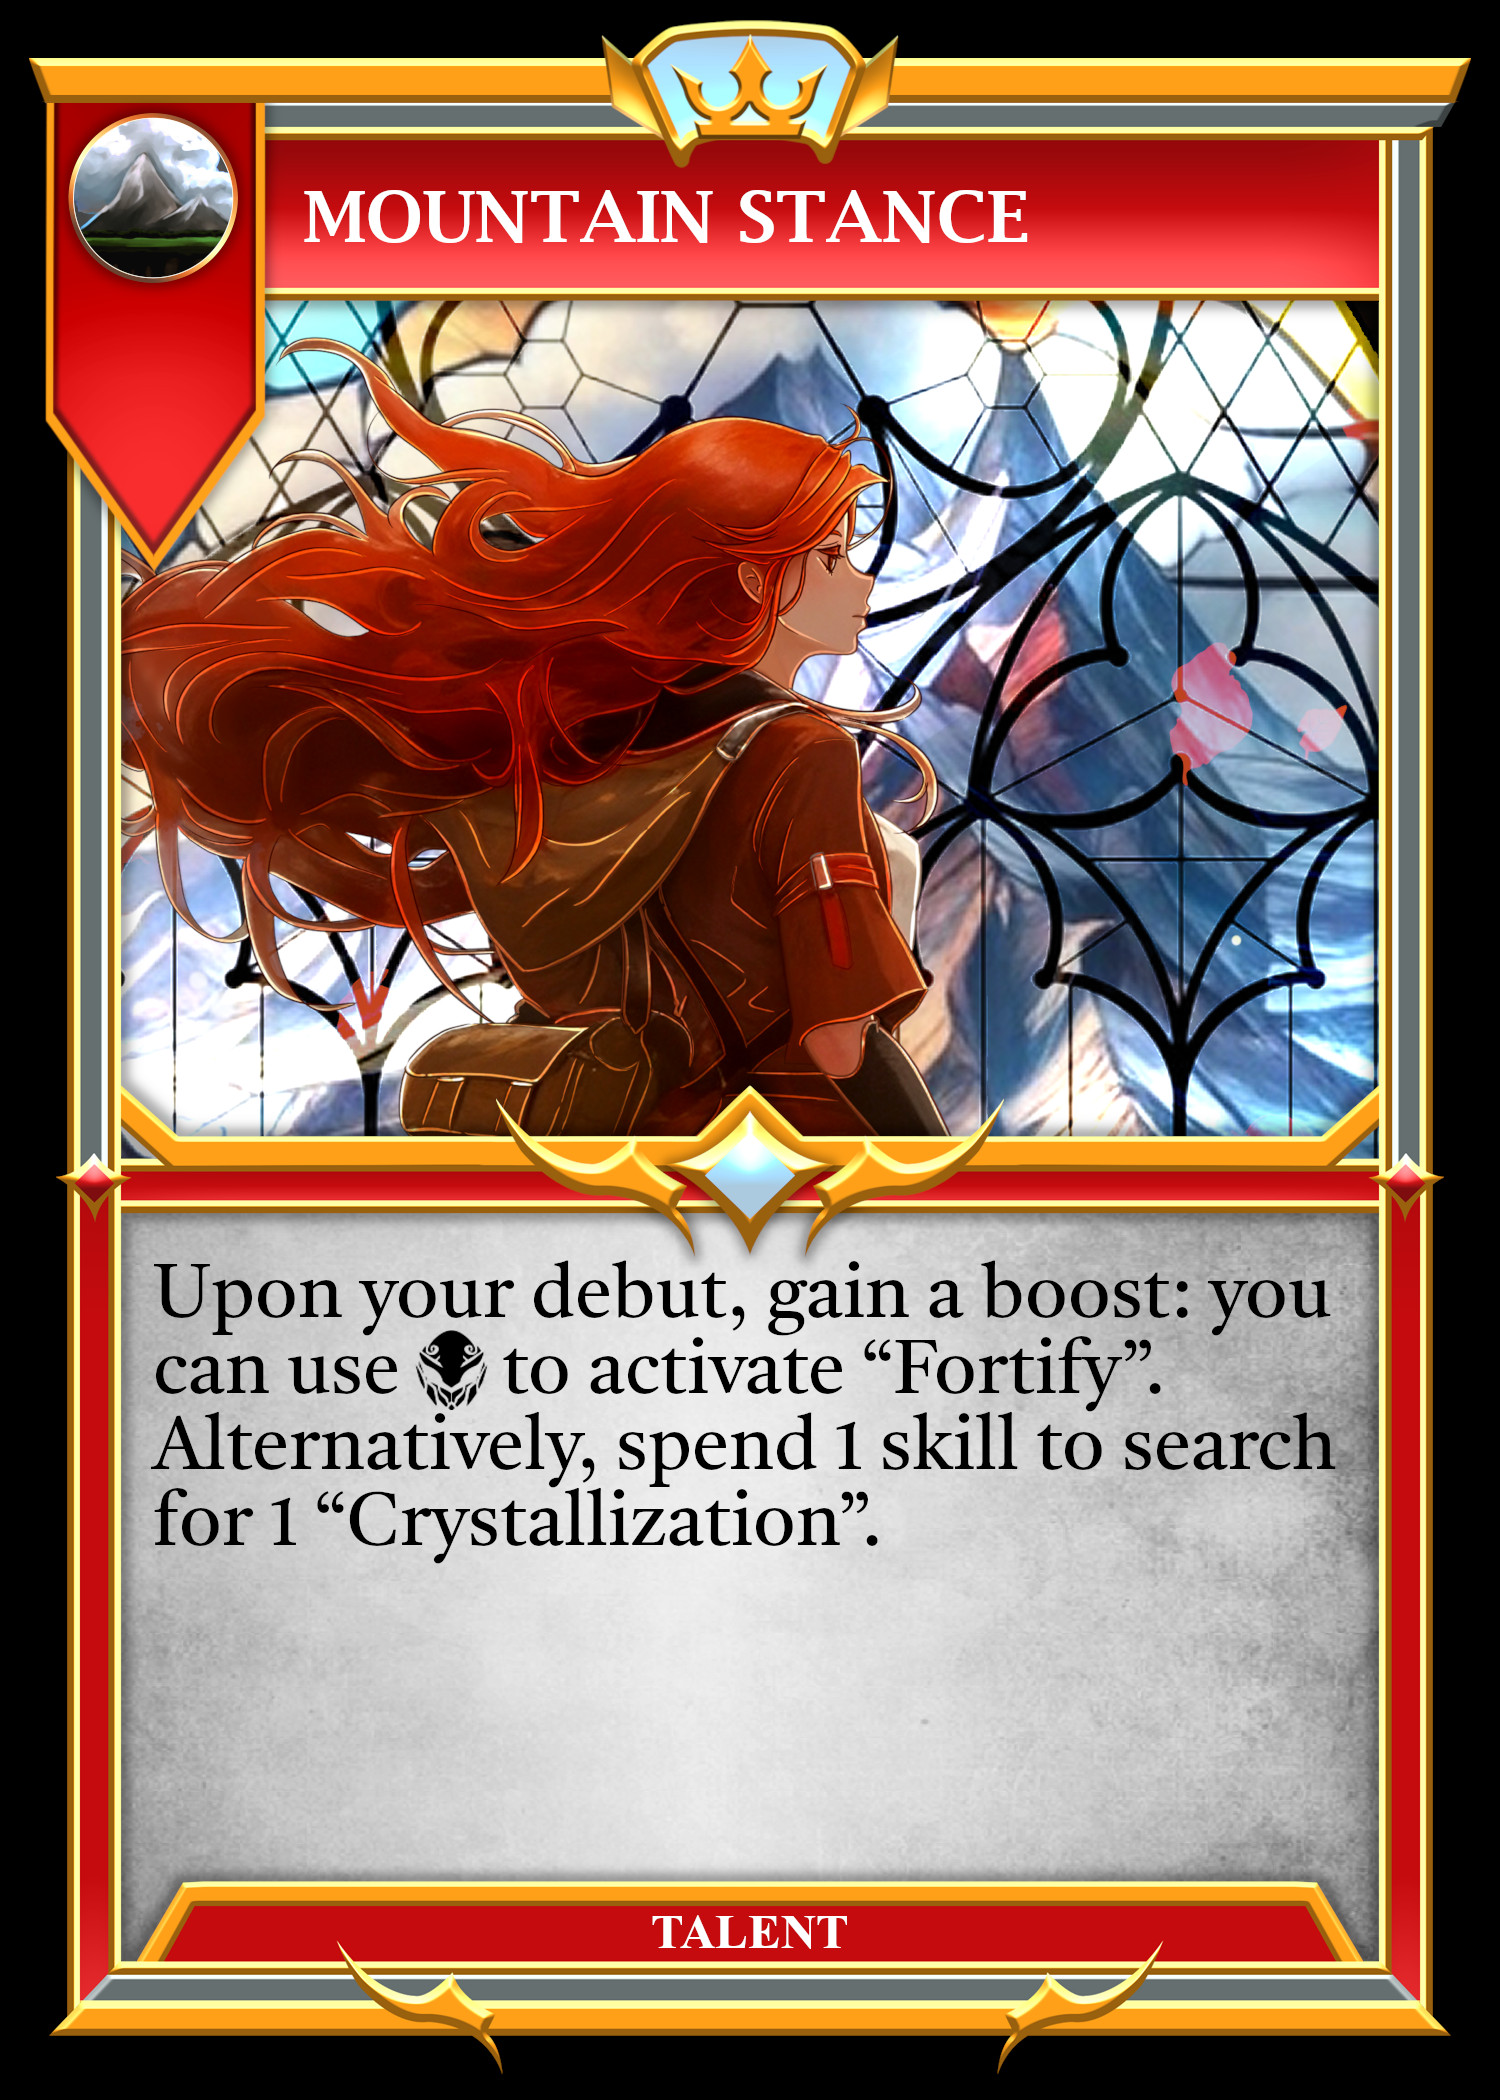 MOUNTAIN STANCE
Upon your debut, gain a boost: you
can use to activate “Fortify”.
Alternatively, spend 1 skill to search
for 1 “Crystallization”.
TALENT